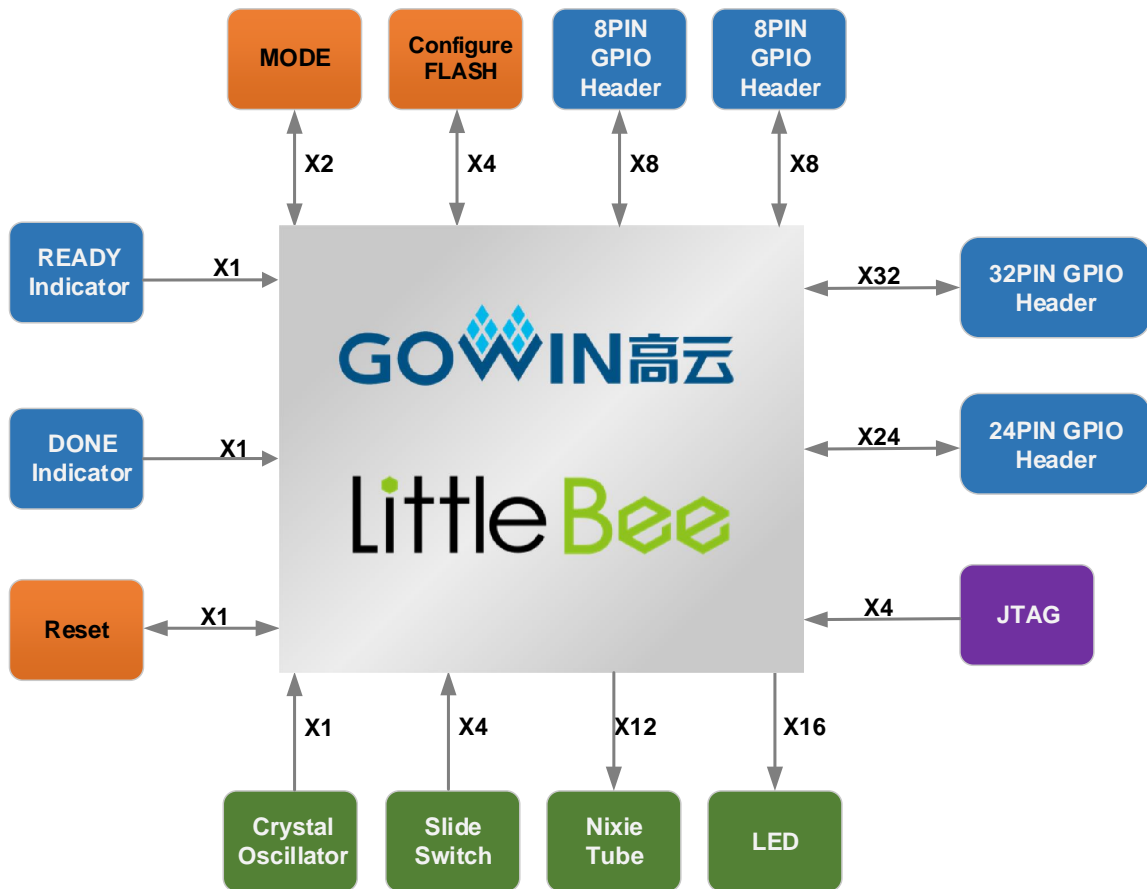 MODE
Configure
FLASH
8PIN
GPIO
Header
8PIN
GPIO
Header
X2
X4
X8
X8
READY
Indicator
X1
X32
32PIN GPIO
Header
GOWIN高云
DONE
Indicator
X1
X24
24PIN GPIO
Header
LittleBee
Reset
X1
X4
JTAG
X1
X4
X12
X16
Crystal
Oscillator
Slide
Switch
Nixie
Tube
LED